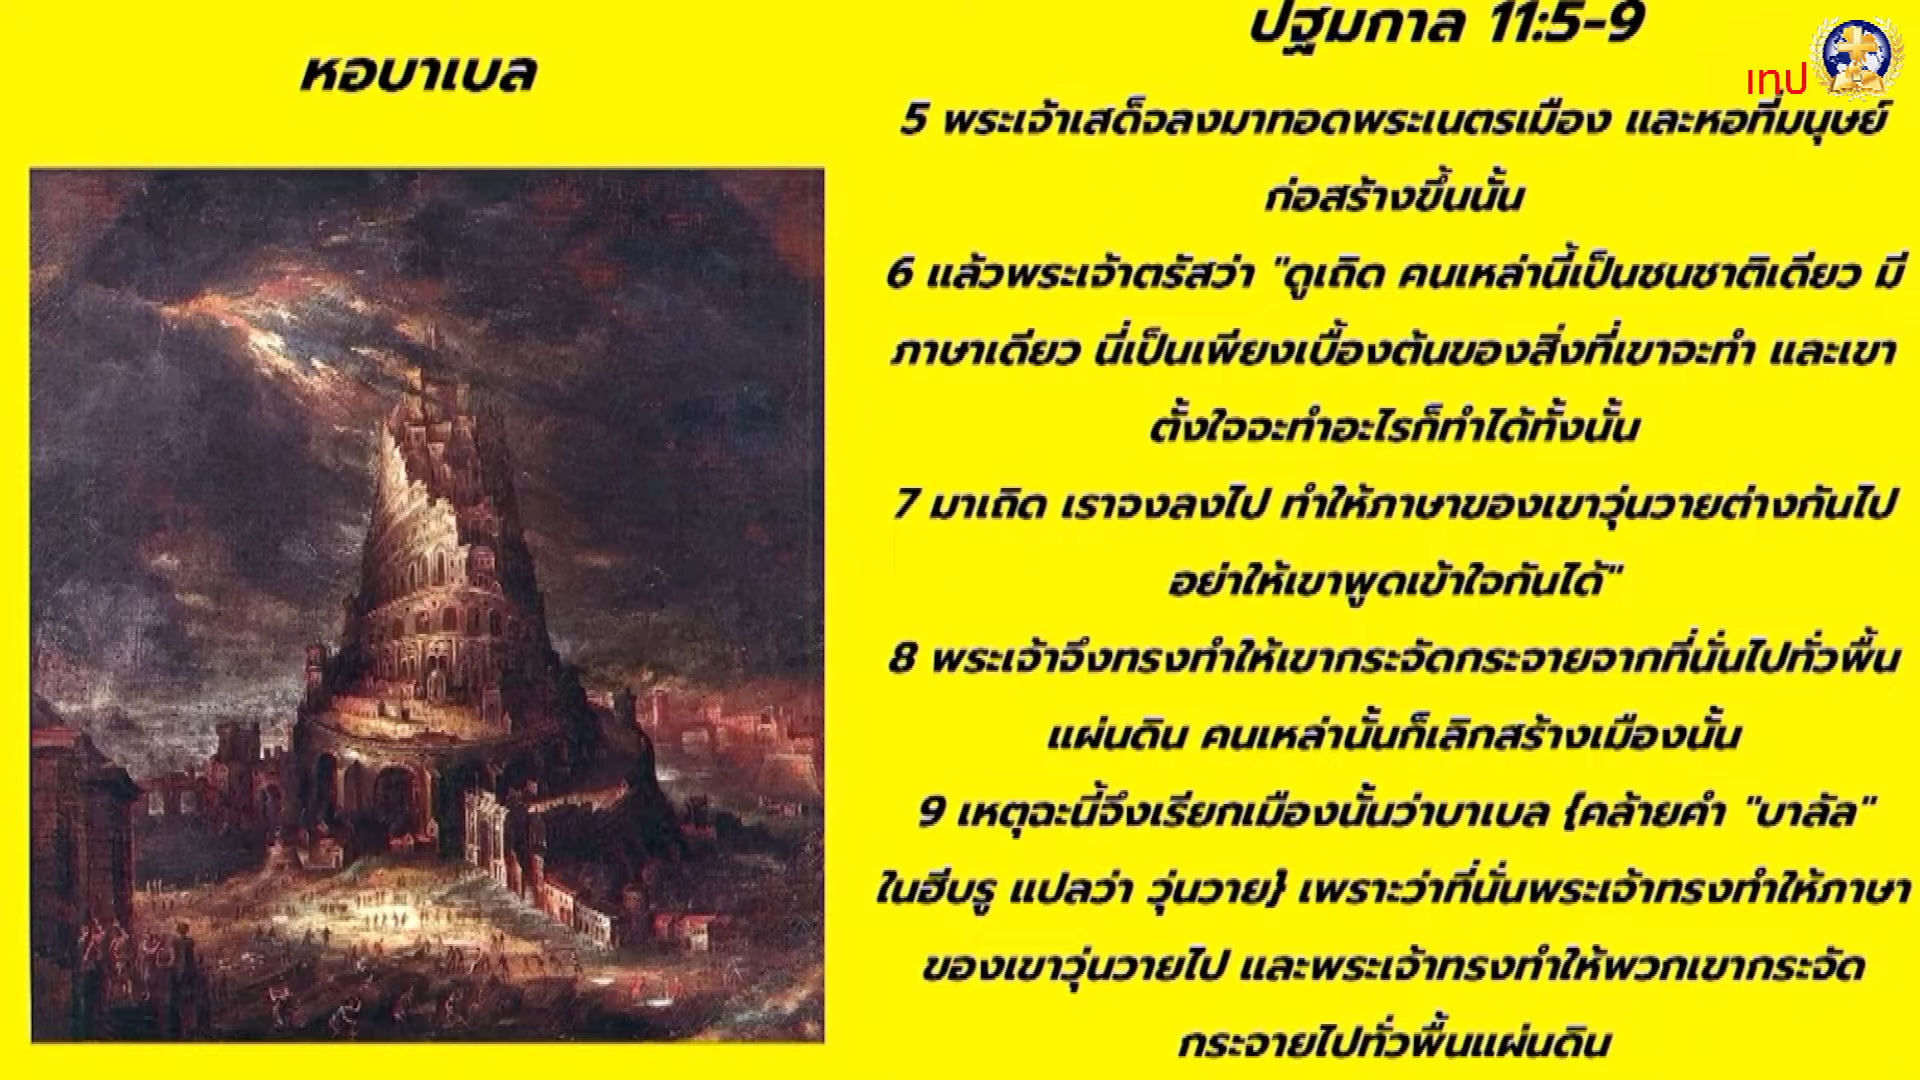 หอบาเบล
ปฐมกาล 11:5-9
เทป
5 พระเจ้าเสด็จลงมาทอดพระเนตรเมือง และหอที่มนุษย์
ก่อสร้างขึ้นนั้น
6 แล้วพระเจ้าตรัสว่า "ดูเถิด คนเหล่านี้เป็นชนชาติเดียว มี
ภาษาเดียว นี่เป็นเพียงเบื้องต้นของสิ่งที่เขาจะทำ และเขา
ตั้งใจจะทำอะไรก็ทำได้ทั้งนั้น
7 มาเถิด เราจงลงไป ทำให้ภาษาของเขาวุ่นวายต่างกันไป
อย่าให้เขาพูดเข้าใจกันได้"
8 พระเจ้าจึงทรงทำให้เขากระจัดกระจายจากที่นั่นไปทั่วพื้น
แผ่นดิน คนเหล่านั้นก็เลิกสร้างเมืองนั้น
9 เหตุฉะนี้จึงเรียกเมืองนั้นว่าบาเบล {คล้ายคำ "บาลัล"
ในฮีบรู แปลว่า วุ่นวาย} เพราะว่าที่นั่นพระเจ้าทรงทำให้ภาษา
ของเขาวุ่นวายไป และพระเจ้าทรงทำให้พวกเขากระจัด
กระจายไปทั่วพื้นแผ่นดิน